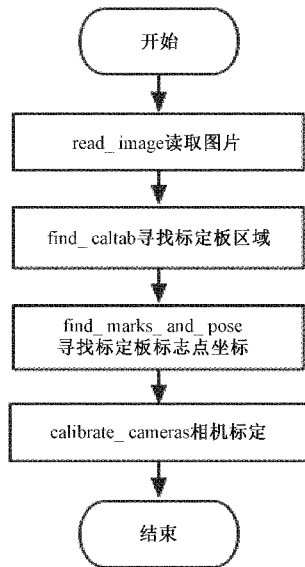 开始
read_ image读取图片
find_ caltab寻找标定板区域
find_ marks_ and_ pose
寻找标定板标志点坐标
calibrate_ cameras相机标定
结束